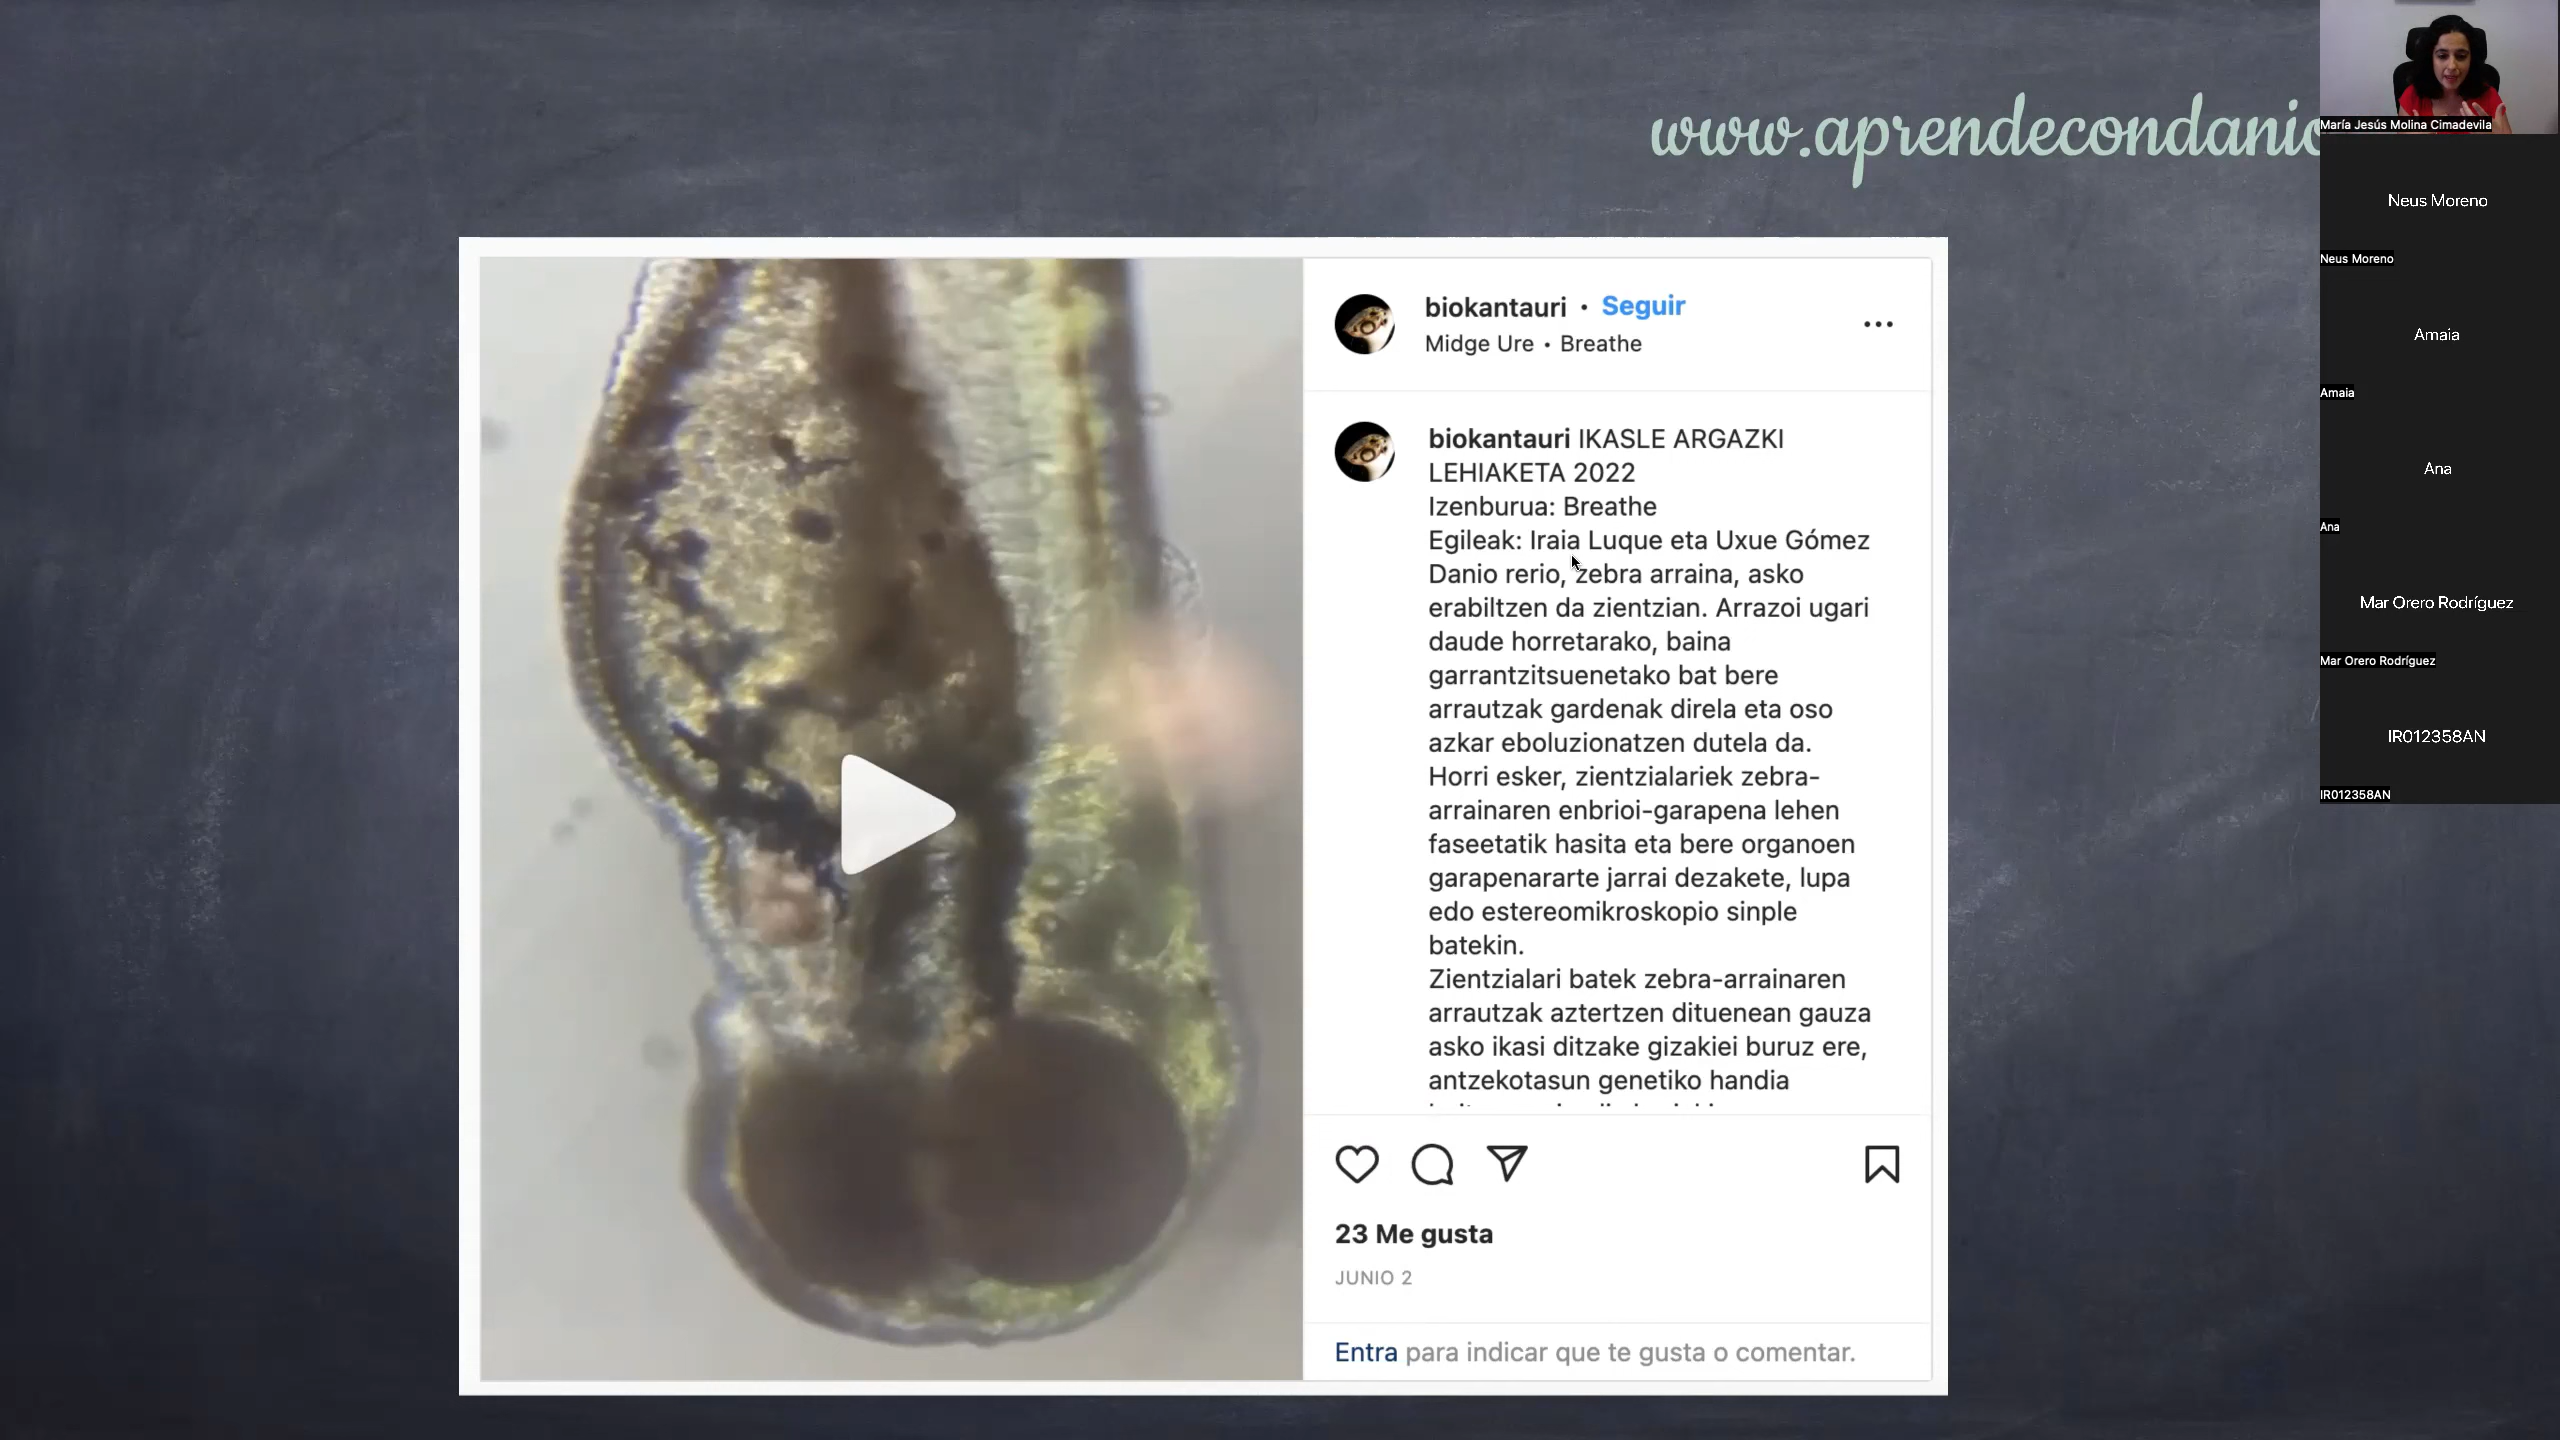 www.aprendecondanio
María Jesús Molina Cimadevila
Neus Moreno
Neus Moreno
Amaia
Amaia
Ana
Ana
Mar Orero Rodríguez
Mar Orero Rodríguez
IR012358AN
IR012358AN
biokantauri • Seguir
Midge Ure • Breathe
biokantauri IKASLE ARGAZKI
LEHIAKETA 2022
Izenburua: Breathe
Egileak: Iraia Luque eta Uxue Gómez
Danio rerio, zebra arraina, asko
erabiltzen da zientzian. Arrazoi ugari
daude horretarako, baina
garrantzitsuenetako bat bere
arrautzak gardenak direla eta oso
azkar eboluzionatzen dutela da.
Horri esker, zientzialariek zebra-
arrainaren enbrioi-garapena lehen
faseetatik hasita eta bere organoen
garapenararte jarrai dezakete, lupa
edo estereomikroskopio sinple
batekin.
Zientzialari batek zebra-arrainaren
arrautzak aztertzen dituenean gauza
asko ikasi ditzake gizakiei buruz ere,
antzekotasun genetiko handia
23 Me gusta
JUNIO 2
Entra para indicar que te gusta o comentar.